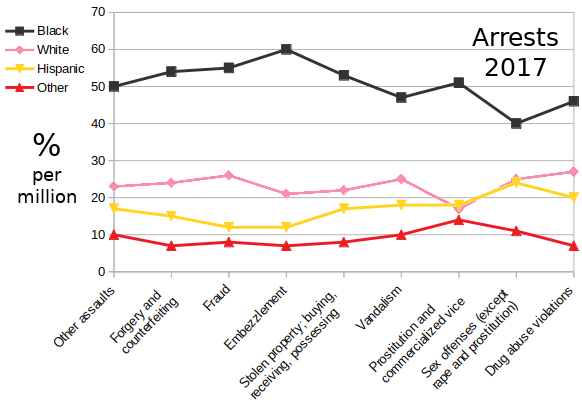 Black
White
Hispanic
Other
Arrests
2017
%
per
million
70
60
50
40
30
20
10
0
Other assaults
Forgery and
counterfeiting
Fraud
Embezzlement
Stolen property; buying,
receiving, possessing
Vandalism
Prostitution and
commercialized vice
Sex offenses (except
rape and prostitution)
Drug abuse violations